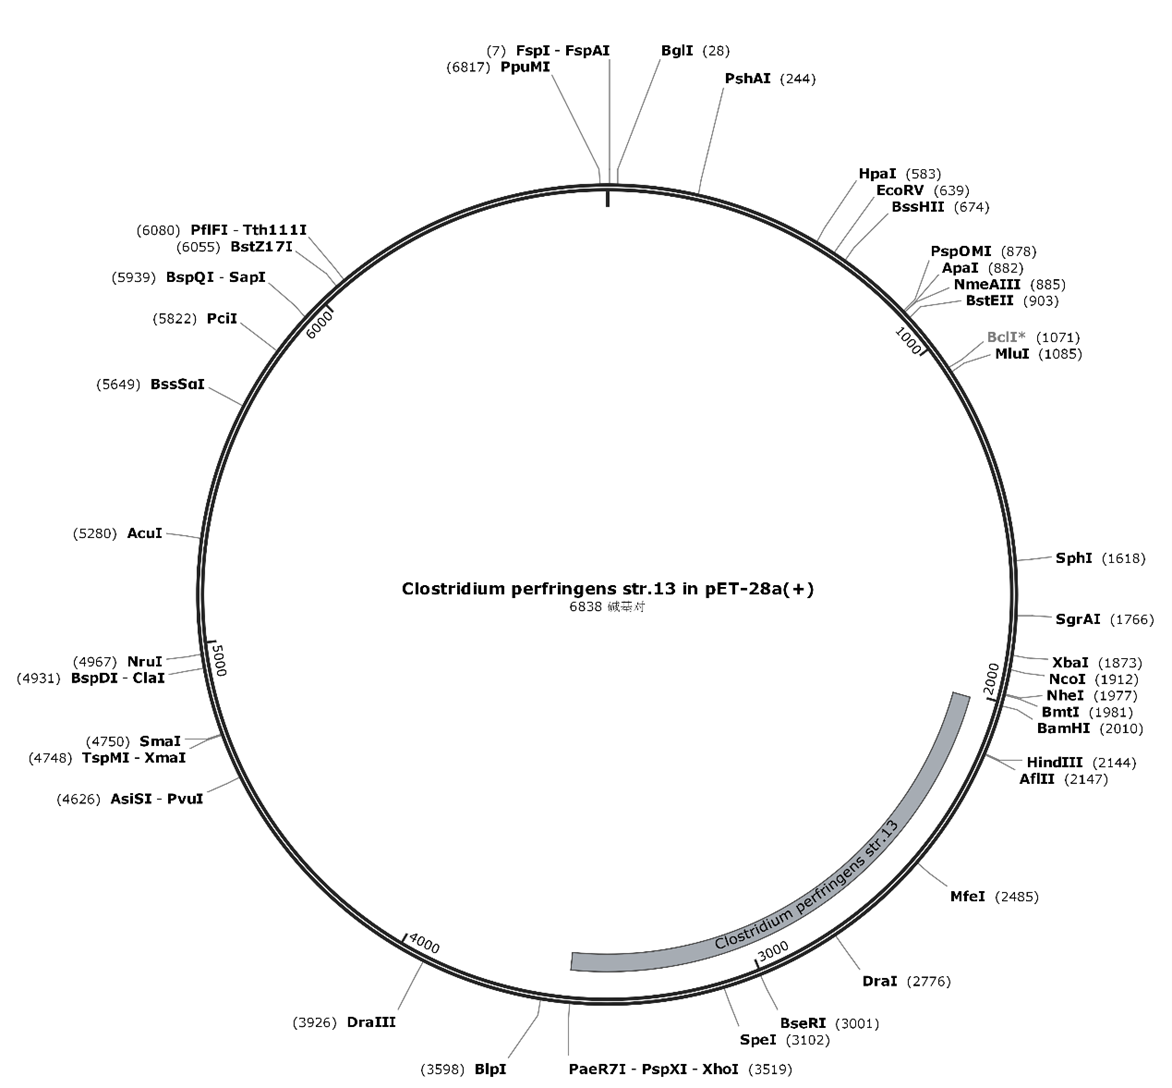 (7) FspI - FspAI
BglI (28)
(6817) PpuMI
PshAI (244)
HpaI (583)
EcoRV (639)
BssHII (674)
PspOMI (878)
ApaI (882)
NmeAIII (885)
BstEII (903)
BclI* (1071)
MluI (1085)
SphI (1618)
SgrAI (1766)
XbaI (1873)
NcoI (1912)
NheI (1977)
BmtI (1981)
BamHI (2010)
HindIII (2144)
AflII (2147)
MfeI (2485)
DraI (2776)
BseRI (3001)
SpeI (3102)
PaeR7I - PspXI - XhoI (3519)
(3598) BlpI
(3926) DraIII
(4626) AsiSI - PvuI
(4748) TspMI - XmaI
(4750) SmaI
(4931) BspDI - ClaI
(4967) NruI
(5280) AcuI
(5649) BssSαI
(5822) PciI
(5939) BspQI - SapI
(6055) BstZ17I
(6080) PflFI - Tth111I
1000
2000
3000
4000
5000
6000
Clostridium perfringens str.13
Clostridium perfringens str.13 in pET-28a(+)
6838 碱基对